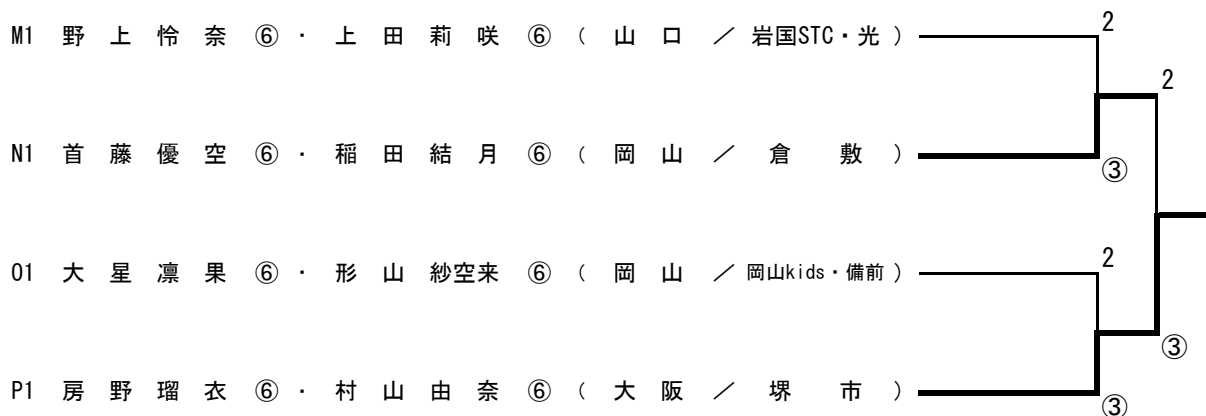 M1 野上怜奈 ⑥・上田莉咲 ⑥ ( 山口 ／ 岩国STC・光 ) 2
2
N1 首藤優空 ⑥・稲田結月 ⑥ ( 岡山 ／ 倉敷 ) ③
O1 大星凛果 ⑥・形山紗空来 ⑥ ( 岡山 ／ 岡山kids・備前 ) 2
③
P1 房野瑠衣 ⑥・村山由奈 ⑥ ( 大阪 ／ 堺市 ) ③